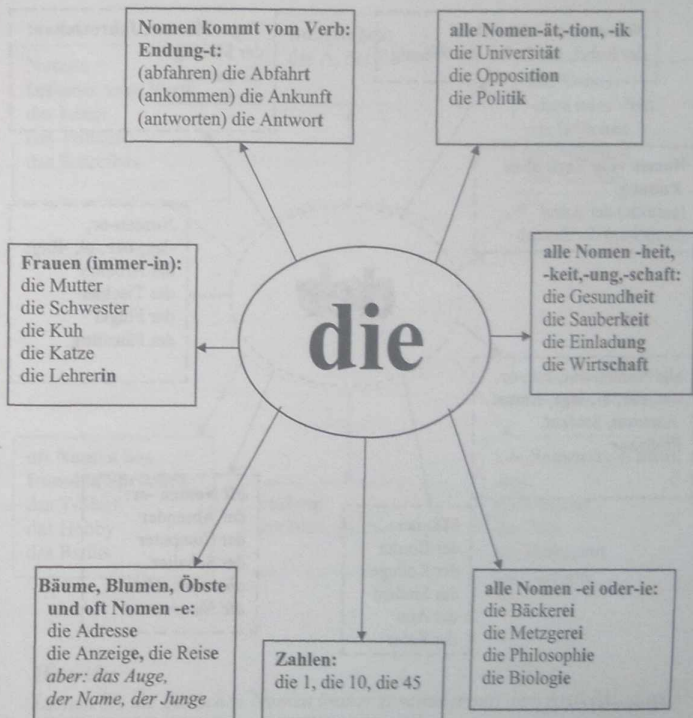 Nomen kommt vom Verb:
Endung-t:
(abfahren) die Abfahrt
(ankommen) die Ankunft
(antworten) die Antwort
alle Nomen-ät,-tion, -ik
die Universität
die Opposition
die Politik
Frauen (immer-in):
die Mutter
die Schwester
die Kuh
die Katze
die Lehrerin
die
alle Nomen -heit,
-keit,-ung,-schaft:
die Gesundheit
die Sauberkeit
die Einladung
die Wirtschaft
Bäume, Blumen, Öbste
und oft Nomen -e:
die Adresse
die Anzeige, die Reise
aber: das Auge,
der Name, der Junge
Zahlen:
die 1, die 10, die 45
alle Nomen -ei oder-ie:
die Bäckerei
die Metzgerei
die Philosophie
die Biologie